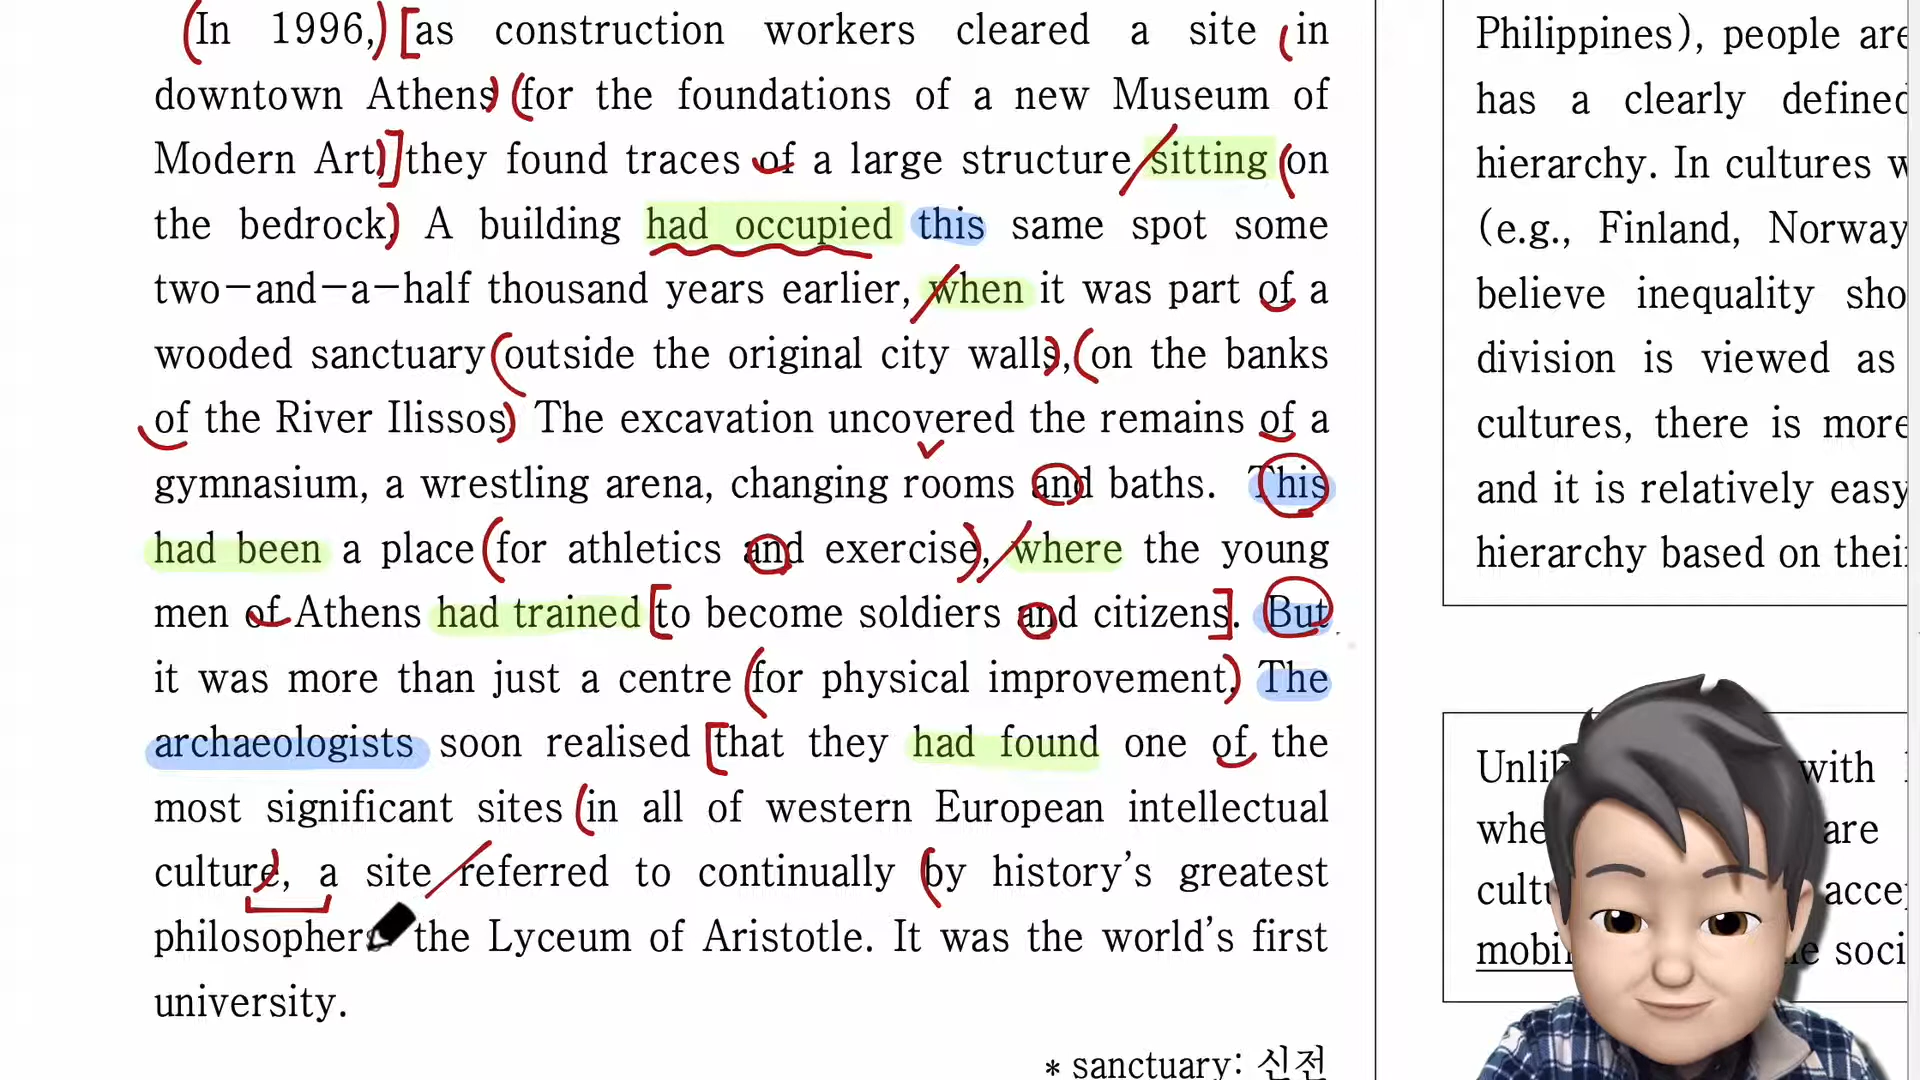 In 1996, as construction workers cleared a site in
downtown Athens for the foundations of a new Museum of
Modern Art, they found traces of a large structure sitting on
the bedrock. A building had occupied this same spot some
two-and-a-half thousand years earlier, when it was part of a
wooded sanctuary outside the original city walls, on the banks
of the River Ilissos. The excavation uncovered the remains of a
gymnasium, a wrestling arena, changing rooms and baths. This
had been a place for athletics and exercise, where the young
men of Athens had trained to become soldiers and citizens. But
it was more than just a centre for physical improvement. The
archaeologists soon realised that they had found one of the
most significant sites in all of western European intellectual
culture, a site referred to continually by history's greatest
philosophers the Lyceum of Aristotle. It was the world's first
university.
* sanctuary: 신전
Philippines), people are
has a clearly defined
hierarchy. In cultures
(e.g., Finland, Norway
believe inequality
division is viewed as
cultures, there is more
and it is relatively easy
hierarchy based on their
with
are